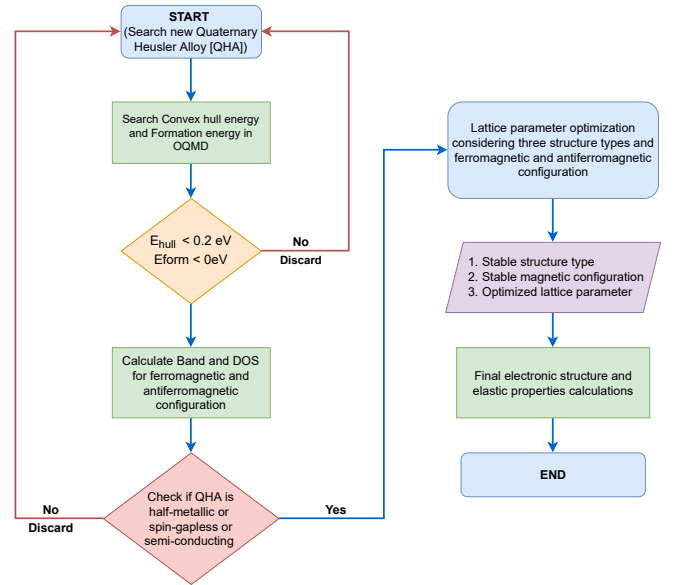 START
(Search new Quaternary
Heusler Alloy [QHA])
Search Convex hull energy
and Formation energy in
OQMD
E_hull < 0.2 eV
Eform < 0eV
No
Discard
Calculate Band and DOS
for ferromagnetic and
antiferromagnetic
configuration
Check if QHA is
half-metallic or
spin-gapless or
semi-conducting
No
Discard
Yes
Lattice parameter optimization
considering three structure types and
ferromagnetic and antiferromagnetic
configuration
1. Stable structure type
2. Stable magnetic configuration
3. Optimized lattice parameter
Final electronic structure and
elastic properties calculations
END